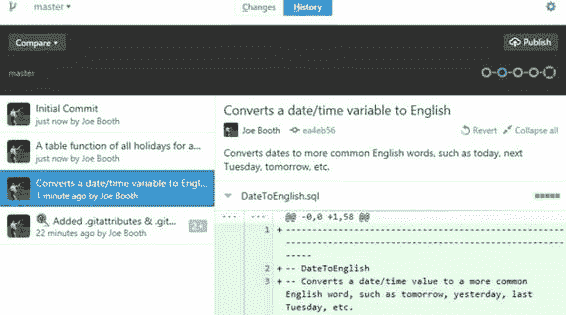 master
Changes
History
Compare
Publish
master
Initial Commit
just now by Joe Booth
A table function of all holidays for a...
just now by Joe Booth
Converts a date/time variable to Engl...
1 minute ago by Joe Booth
Added .gitattributes & .git...
22 minutes ago by Joe Booth
Converts a date/time variable to English
Joe Booth ea4eb56 Revert Collapse all
Converts dates to more common English words, such as today, next
Tuesday, tomorrow, etc.
DateToEnglish.sql
... ... @@ -0,0 +1,58 @@
1 + --------------------------------------------------
--------------------------------------------------
-----
2 + -- DateToEnglish
3 + -- Converts a date/time value to a more common
English word, such as tomorrow, yesterday, last
Tuesday, etc.